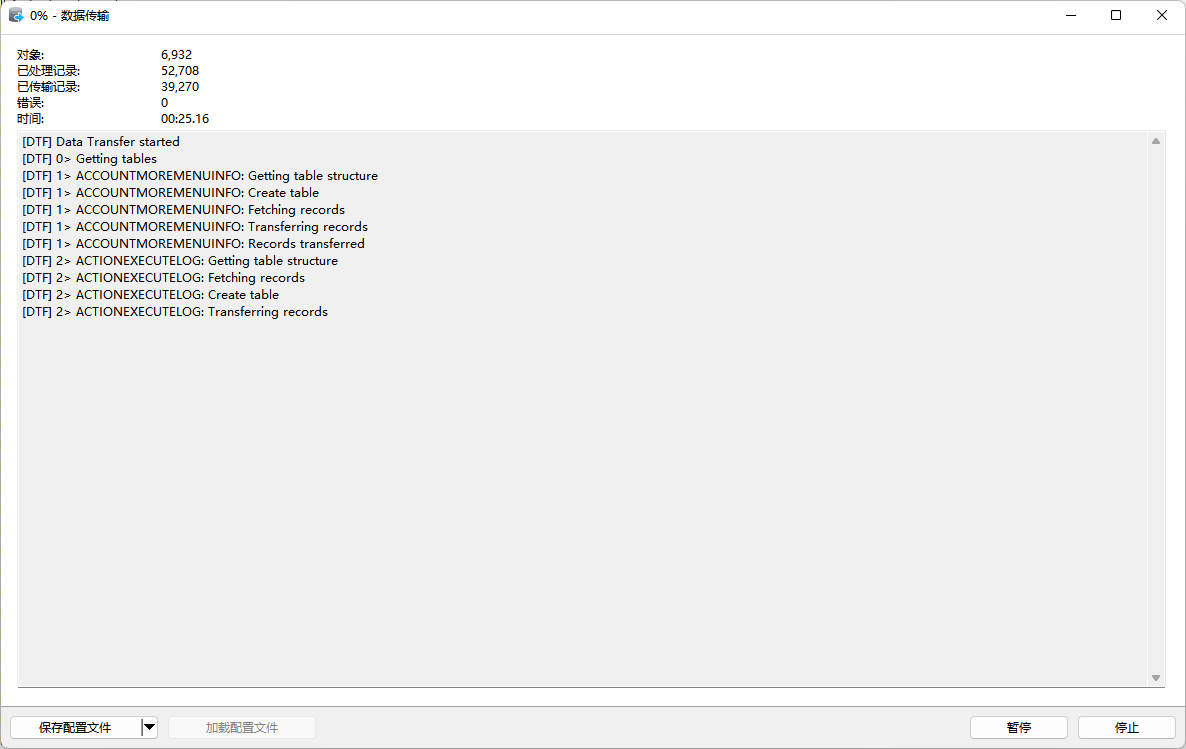 0% - 数据传输
对象: 6,932
已处理记录: 52,708
已传输记录: 39,270
错误: 0
时间: 00:25.16
[DTF] Data Transfer started
[DTF] 0> Getting tables
[DTF] 1> ACCOUNTMOREMENUINFO: Getting table structure
[DTF] 1> ACCOUNTMOREMENUINFO: Create table
[DTF] 1> ACCOUNTMOREMENUINFO: Fetching records
[DTF] 1> ACCOUNTMOREMENUINFO: Transferring records
[DTF] 1> ACCOUNTMOREMENUINFO: Records transferred
[DTF] 2> ACTIONEXECUTELOG: Getting table structure
[DTF] 2> ACTIONEXECUTELOG: Fetching records
[DTF] 2> ACTIONEXECUTELOG: Create table
[DTF] 2> ACTIONEXECUTELOG: Transferring records
保存配置文件 加载配置文件 暂停 停止